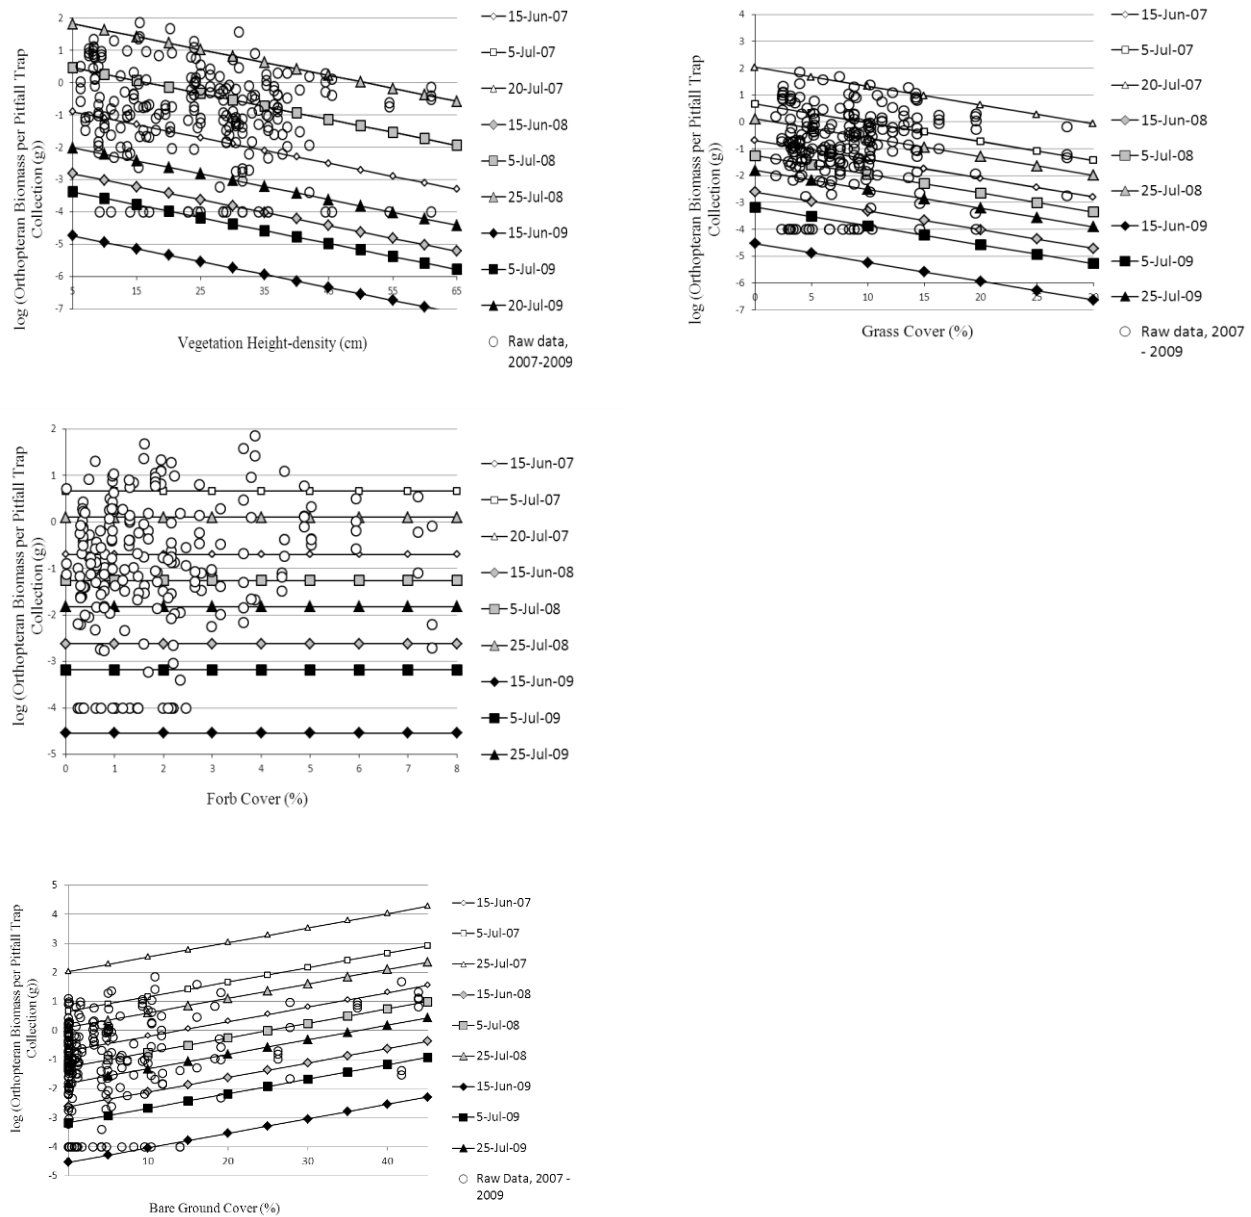 2
1
0
-1
-2
-3
-4
-5
-6
-7
5
15
25
35
45
55
65
log (Orthopteran Biomass per Pitfall Trap
Collection (g))
Vegetation Height-density (cm)
15-Jun-07
5-Jul-07
20-Jul-07
15-Jun-08
5-Jul-08
25-Jul-08
15-Jun-09
5-Jul-09
20-Jul-09
Raw data,
2007-2009
4
3
2
1
0
-1
-2
-3
-4
-5
-6
-7
0
5
10
15
20
25
30
log (Orthopteran Biomass per Pitfall Trap
Collection (g))
Grass Cover (%)
15-Jun-07
5-Jul-07
20-Jul-07
15-Jun-08
5-Jul-08
25-Jul-08
15-Jun-09
5-Jul-09
25-Jul-09
Raw data, 2007
- 2009
2
1
0
-1
-2
-3
-4
-5
0
1
2
3
4
5
6
7
8
log (Orthopteran Biomass per Pitfall Trap
Collection (g))
Forb Cover (%)
15-Jun-07
5-Jul-07
20-Jul-07
15-Jun-08
5-Jul-08
25-Jul-08
15-Jun-09
5-Jul-09
25-Jul-09
5
4
3
2
1
0
-1
-2
-3
-4
-5
0
10
20
30
40
log (Orthopteran Biomass per Pitfall Trap
Collection (g))
Bare Ground Cover (%)
15-Jun-07
5-Jul-07
25-Jul-07
15-Jun-08
5-Jul-08
25-Jul-08
15-Jun-09
5-Jul-09
25-Jul-09
Raw Data, 2007 -
2009